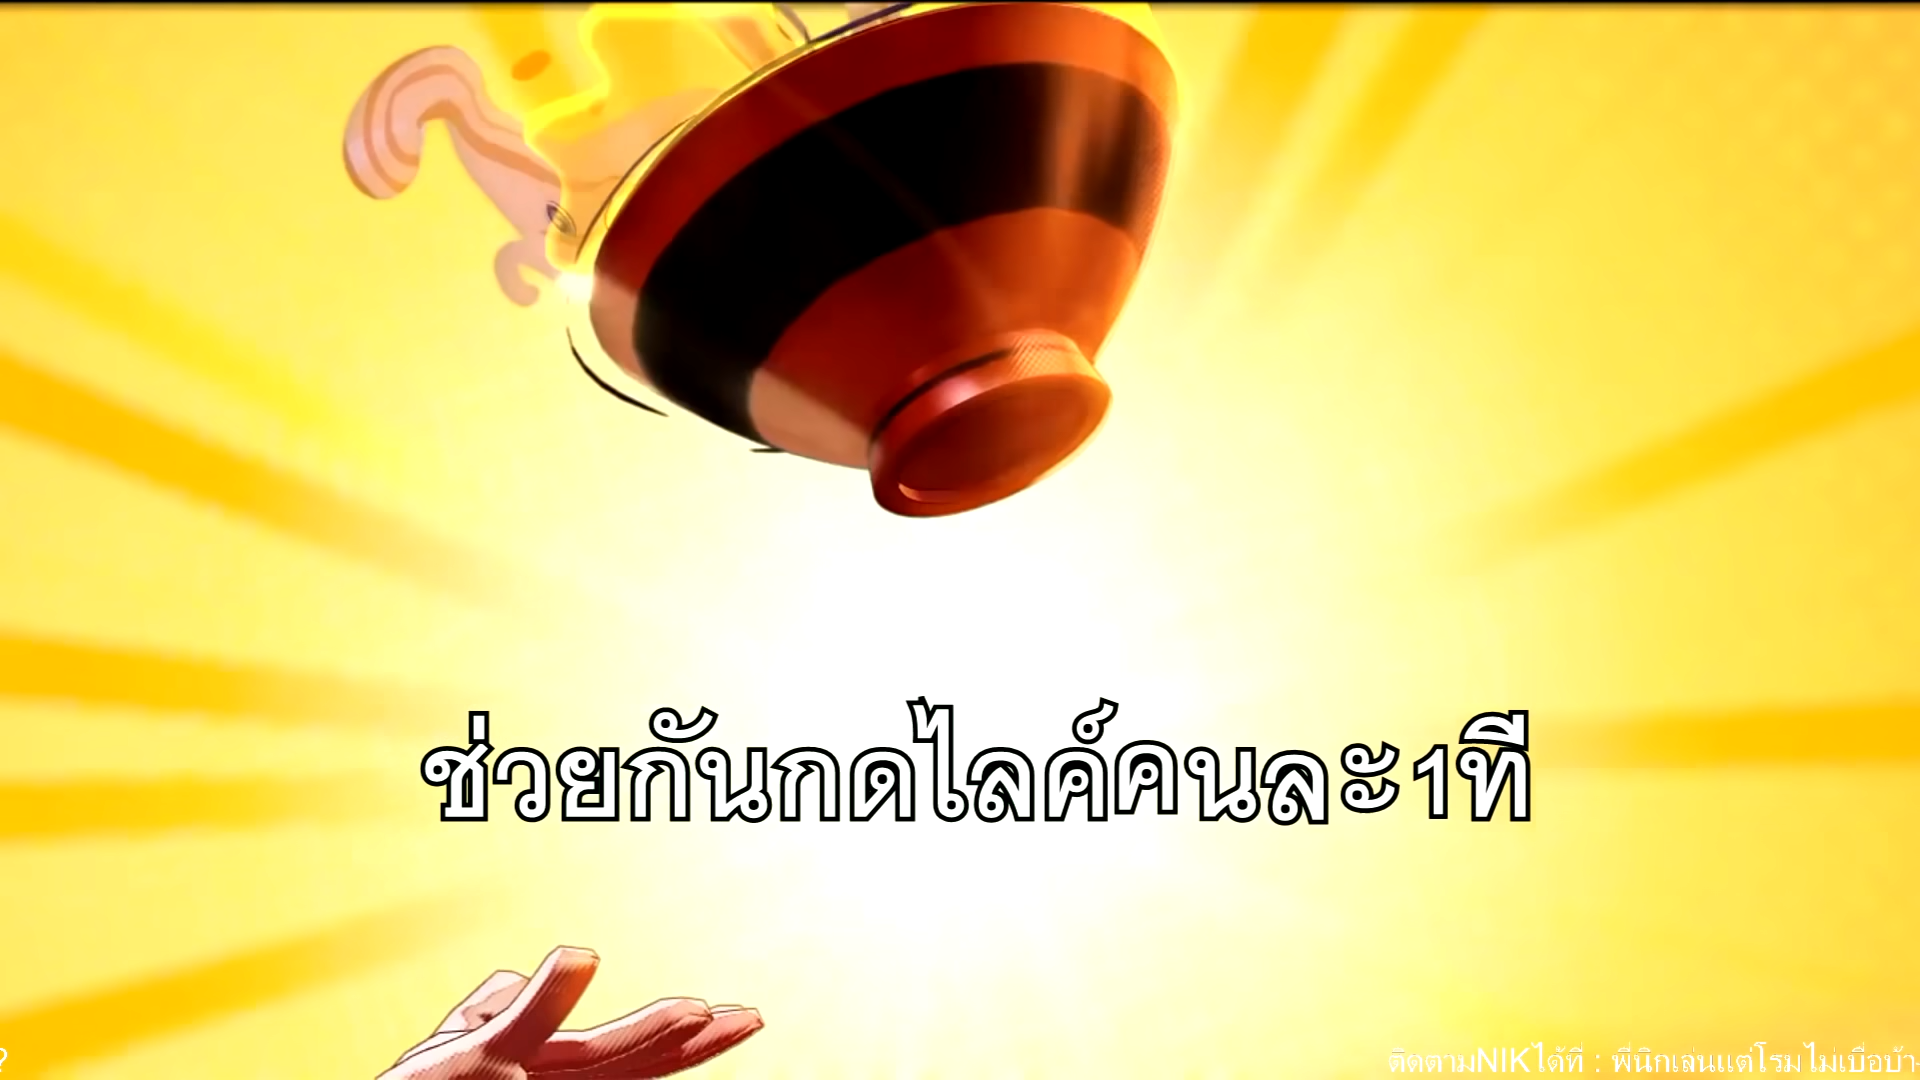 ช่วยกันกดไลค์คนละ1ที
? ติดตามNIKได้ที่ : พี่นิกเล่นแต่โรมไม่เบื่อบ้า